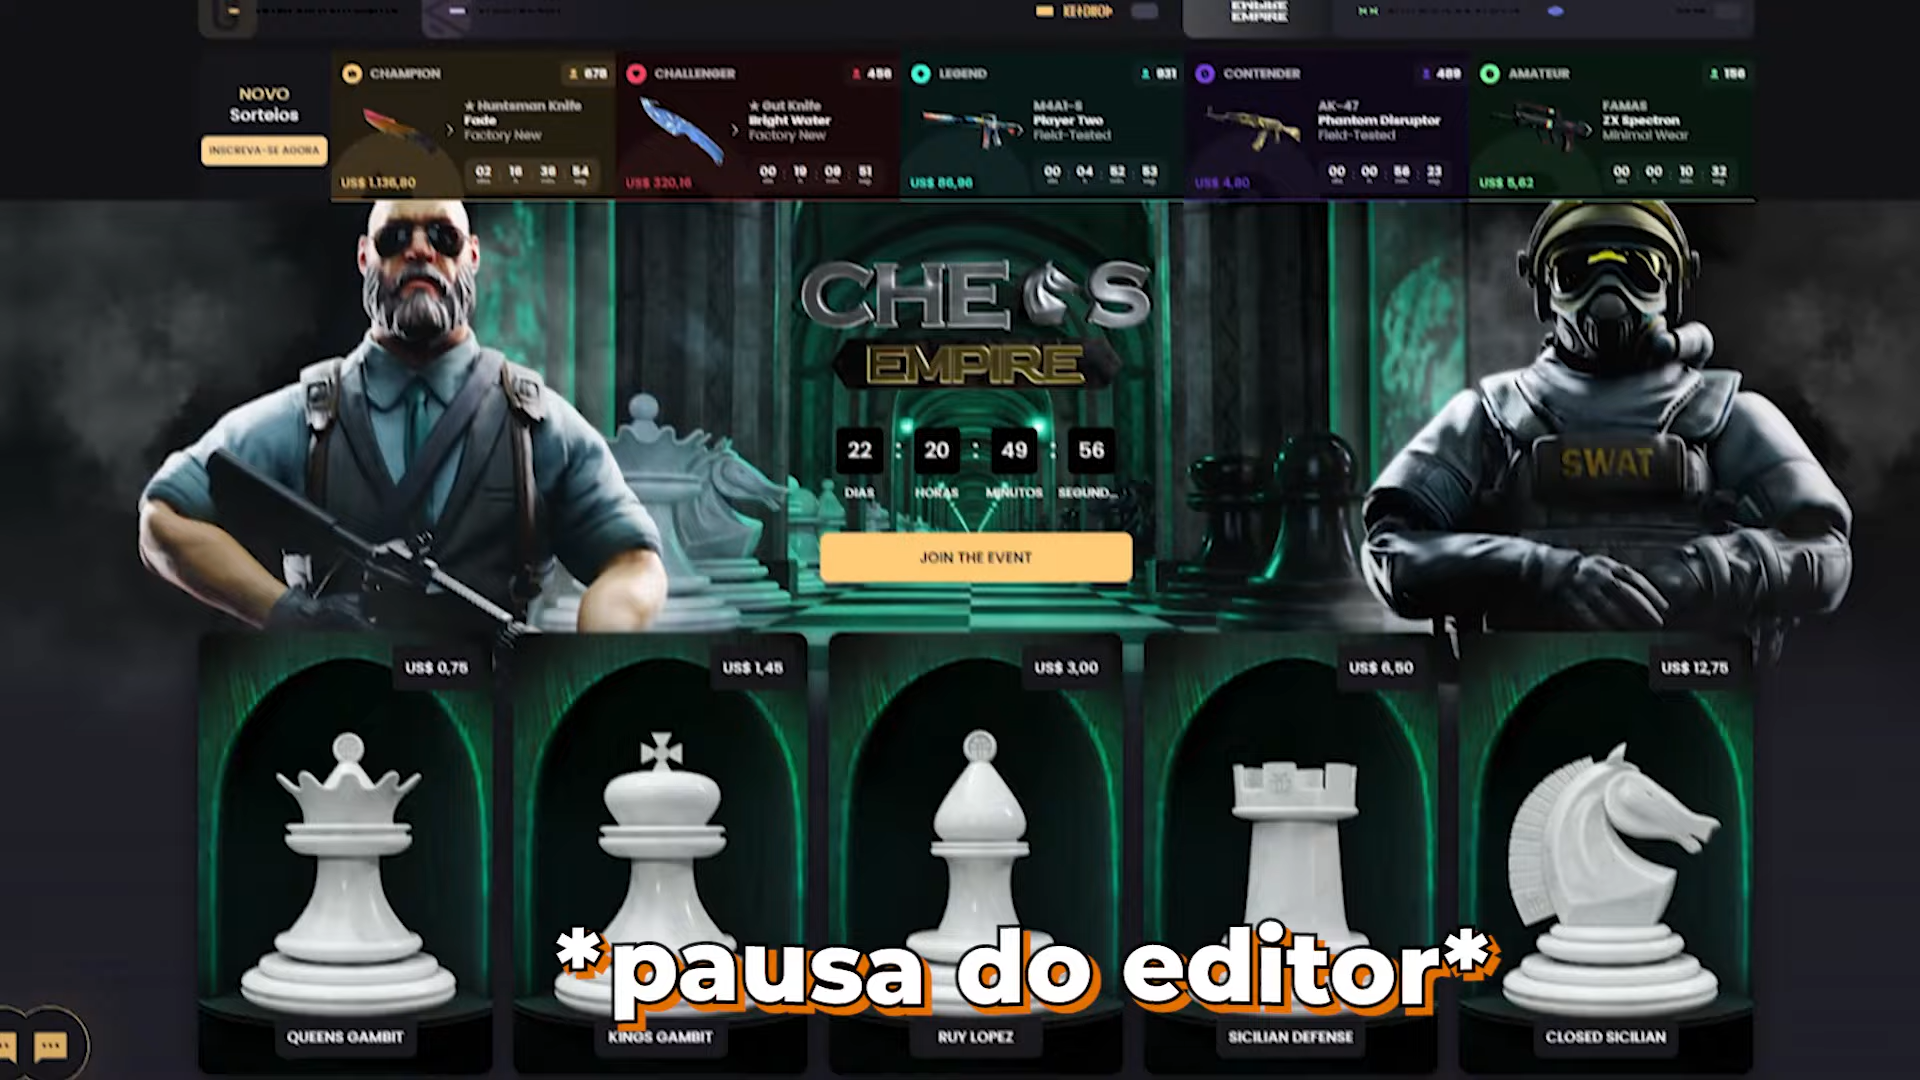 KEYDROP
EMPIRE
NOVO
Sorteios
INSCREVA-SE AGORA
CHAMPION
678
★ Huntsman Knife
Fade
Factory New
US$ 1.136,80
02 : 16 : 36 : 54
CHALLENGER
456
★ Gut Knife
Bright Water
Factory New
US$ 320,16
00 : 19 : 09 : 51
LEGEND
931
M4A1-S
Player Two
Field-Tested
US$ 86,96
00 : 04 : 52 : 53
CONTENDER
489
AK-47
Phantom Disruptor
Field-Tested
US$ 4,80
00 : 00 : 56 : 23
AMATEUR
156
FAMAS
ZX Spectron
Minimal Wear
US$ 5,62
00 : 00 : 10 : 32
CHESS
EMPIRE
22 : 20 : 49 : 56
DIAS HORAS MINUTOS SEGUND...
JOIN THE EVENT
SWAT
US$ 0,75
US$ 1,45
US$ 3,00
US$ 6,50
US$ 12,75
*pausa do editor*
QUEENS GAMBIT
KINGS GAMBIT
RUY LOPEZ
SICILIAN DEFENSE
CLOSED SICILIAN